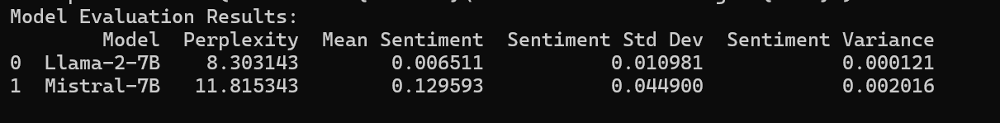 Model Evaluation Results:
Model Perplexity Mean Sentiment Sentiment Std Dev Sentiment Variance
0 Llama-2-7B 8.303143 0.006511 0.010981 0.000121
1 Mistral-7B 11.815343 0.129593 0.044900 0.002016